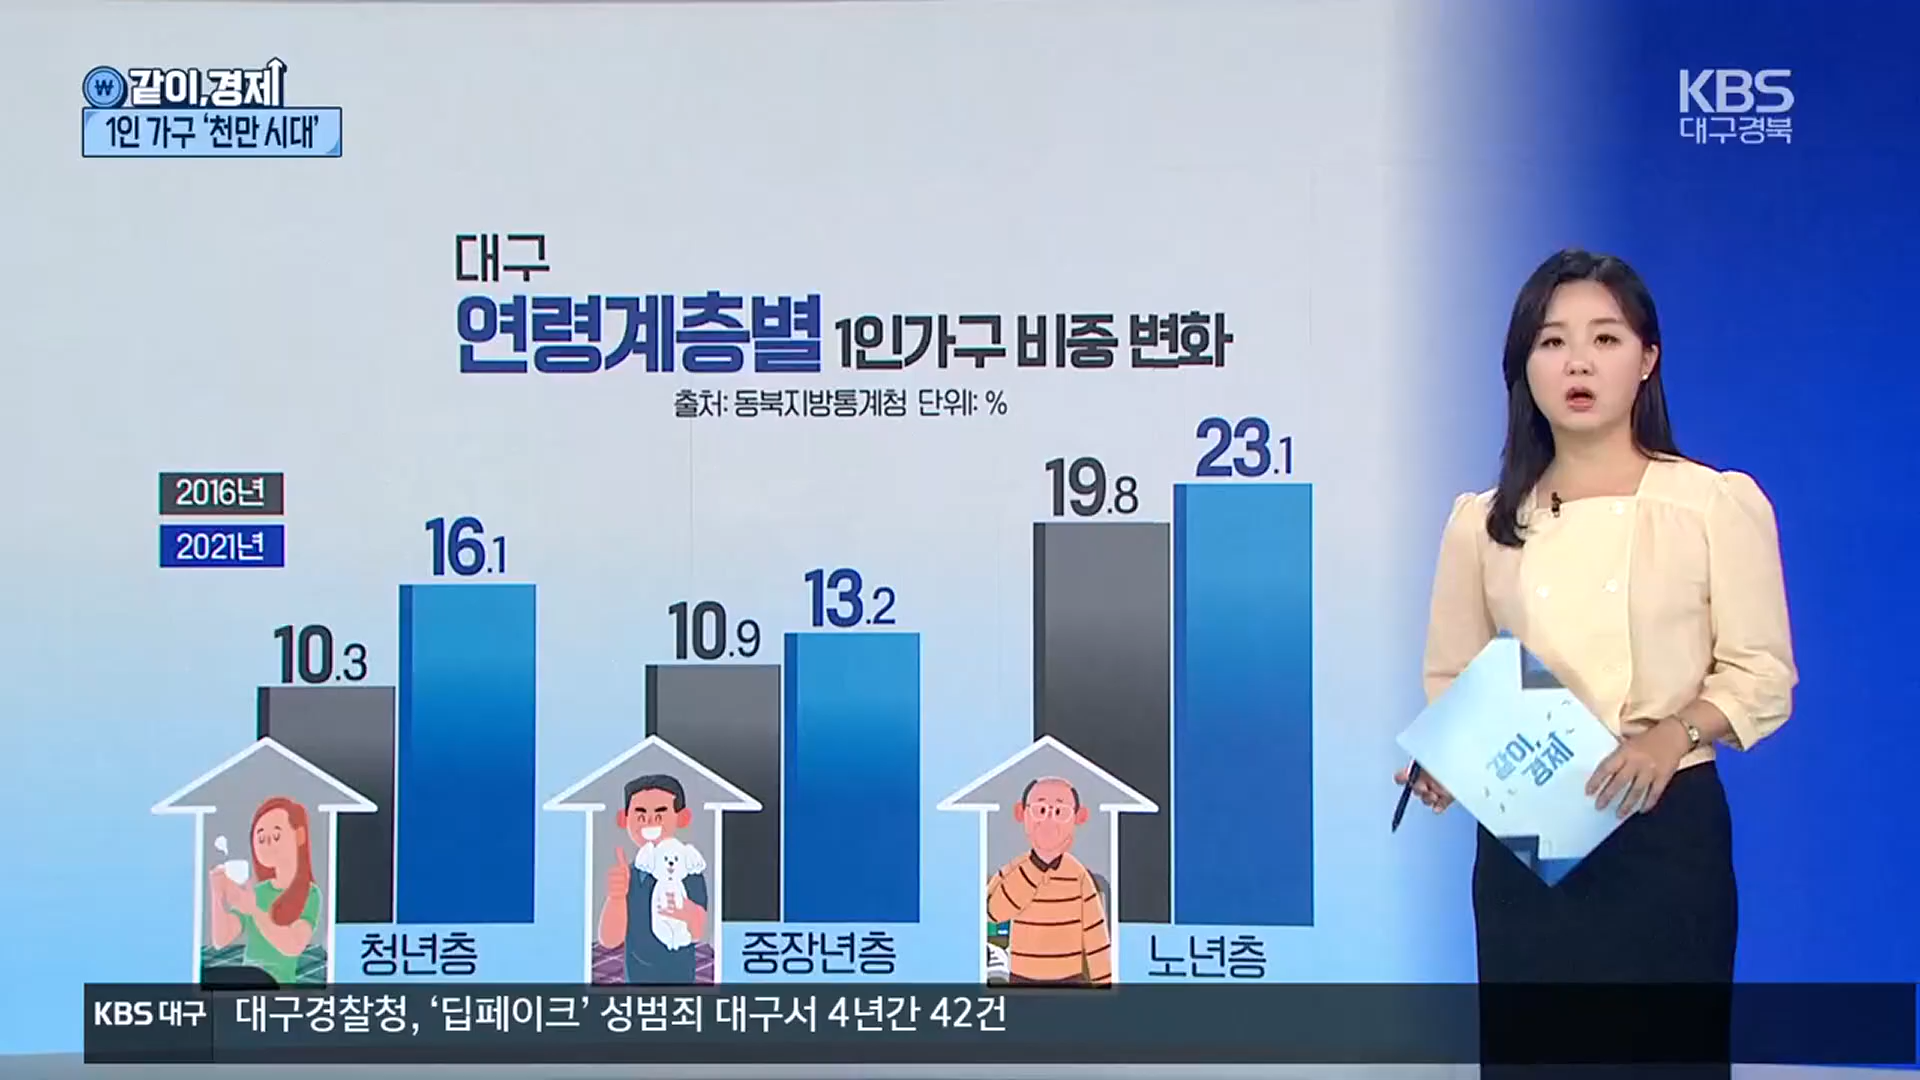 ₩ 같이, 경제
1인 가구 ‘천만 시대’
KBS
대구경북
대구
연령계층별 1인가구 비중 변화
출처: 동북지방통계청 단위: %
2016년
2021년
10.3
16.1
10.9
13.2
19.8
23.1
청년층
중장년층
노년층
같이,
경제
KBS 대구 대구경찰청, ‘딥페이크’ 성범죄 대구서 4년간 42건